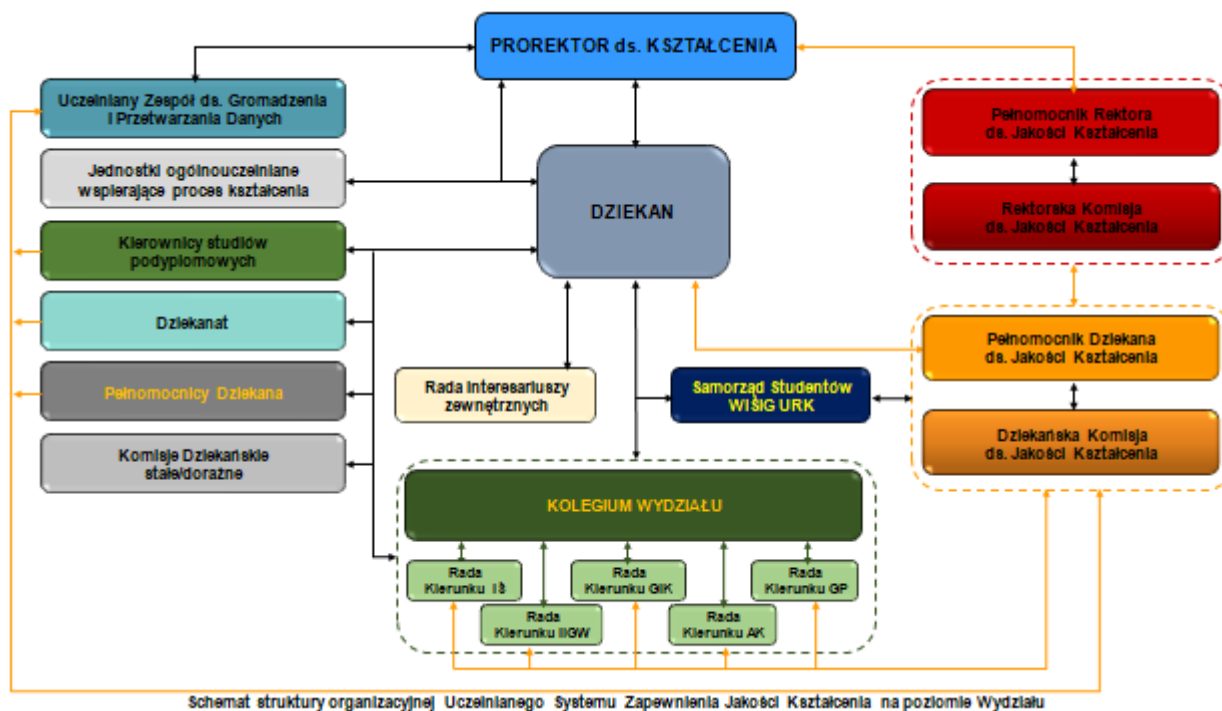 PROREKTOR ds. KSZTAŁCENIA
Uczelniany Zespół ds. Gromadzenia
i Przetwarzania Danych
Pełnomocnik Rektora
ds. Jakości Kształcenia
Jednostki ogólnouczelniane
wspierające proces kształcenia
DZIEKAN
Rektorska Komisja
ds. Jakości Kształcenia
Kierownicy studiów
podyplomowych
Dziekanat
Pełnomocnik Dziekana
ds. Jakości Kształcenia
Pełnomocnicy Dziekana
Rada Interesariuszy
zewnętrznych
Samorząd Studentów
WIŚIG URK
Komisje Dziekańskie
stałe/doraźne
Dziekańska Komisja
ds. Jakości Kształcenia
KOLEGIUM WYDZIAŁU
Rada
Kierunku IŚ
Rada
Kierunku GIK
Rada
Kierunku GP
Rada
Kierunku IIGW
Rada
Kierunku AK
Schemat struktury organizacyjnej Uczelnianego Systemu Zapewnienia Jakości Kształcenia na poziomie Wydziału